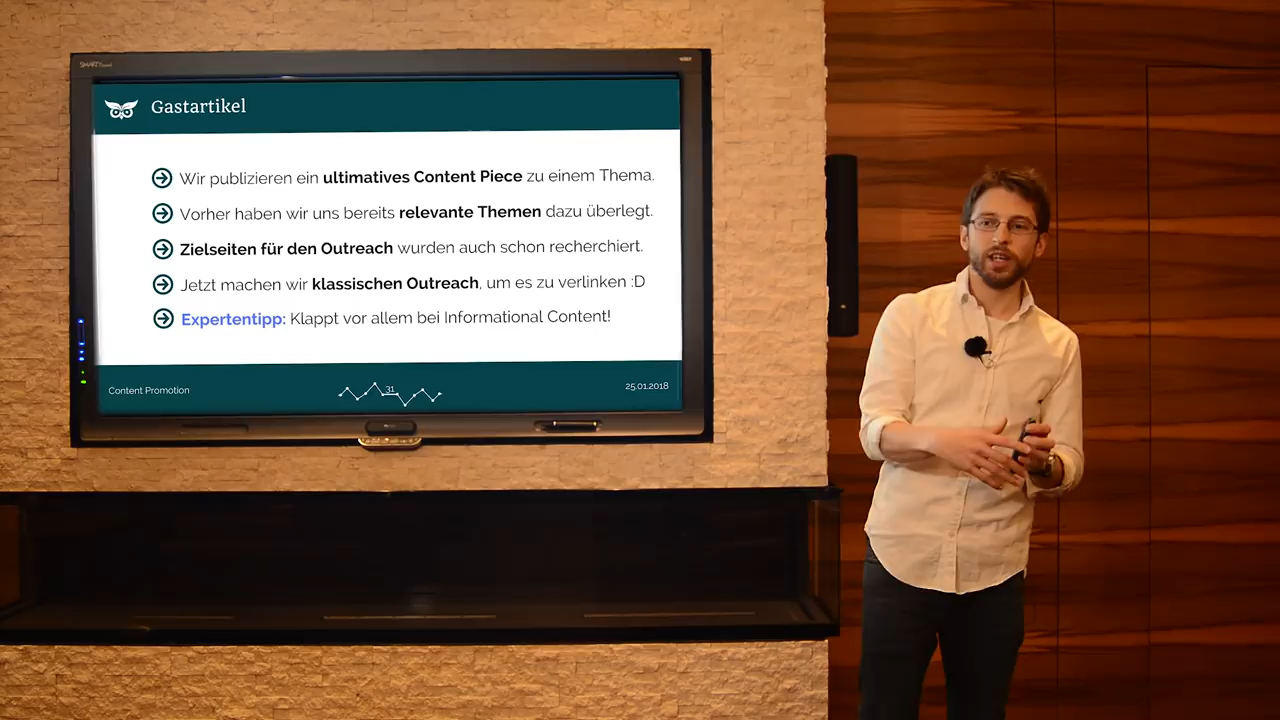 SMART Board
Gastartikel
Wir publizieren ein ultimatives Content Piece zu einem Thema.
Vorher haben wir uns bereits relevante Themen dazu überlegt.
Zielseiten für den Outreach wurden auch schon recherchiert.
Jetzt machen wir klassischen Outreach, um es zu verlinken :D
Expertentipp: Klappt vor allem bei Informational Content!
Content Promotion
31
25.01.2018